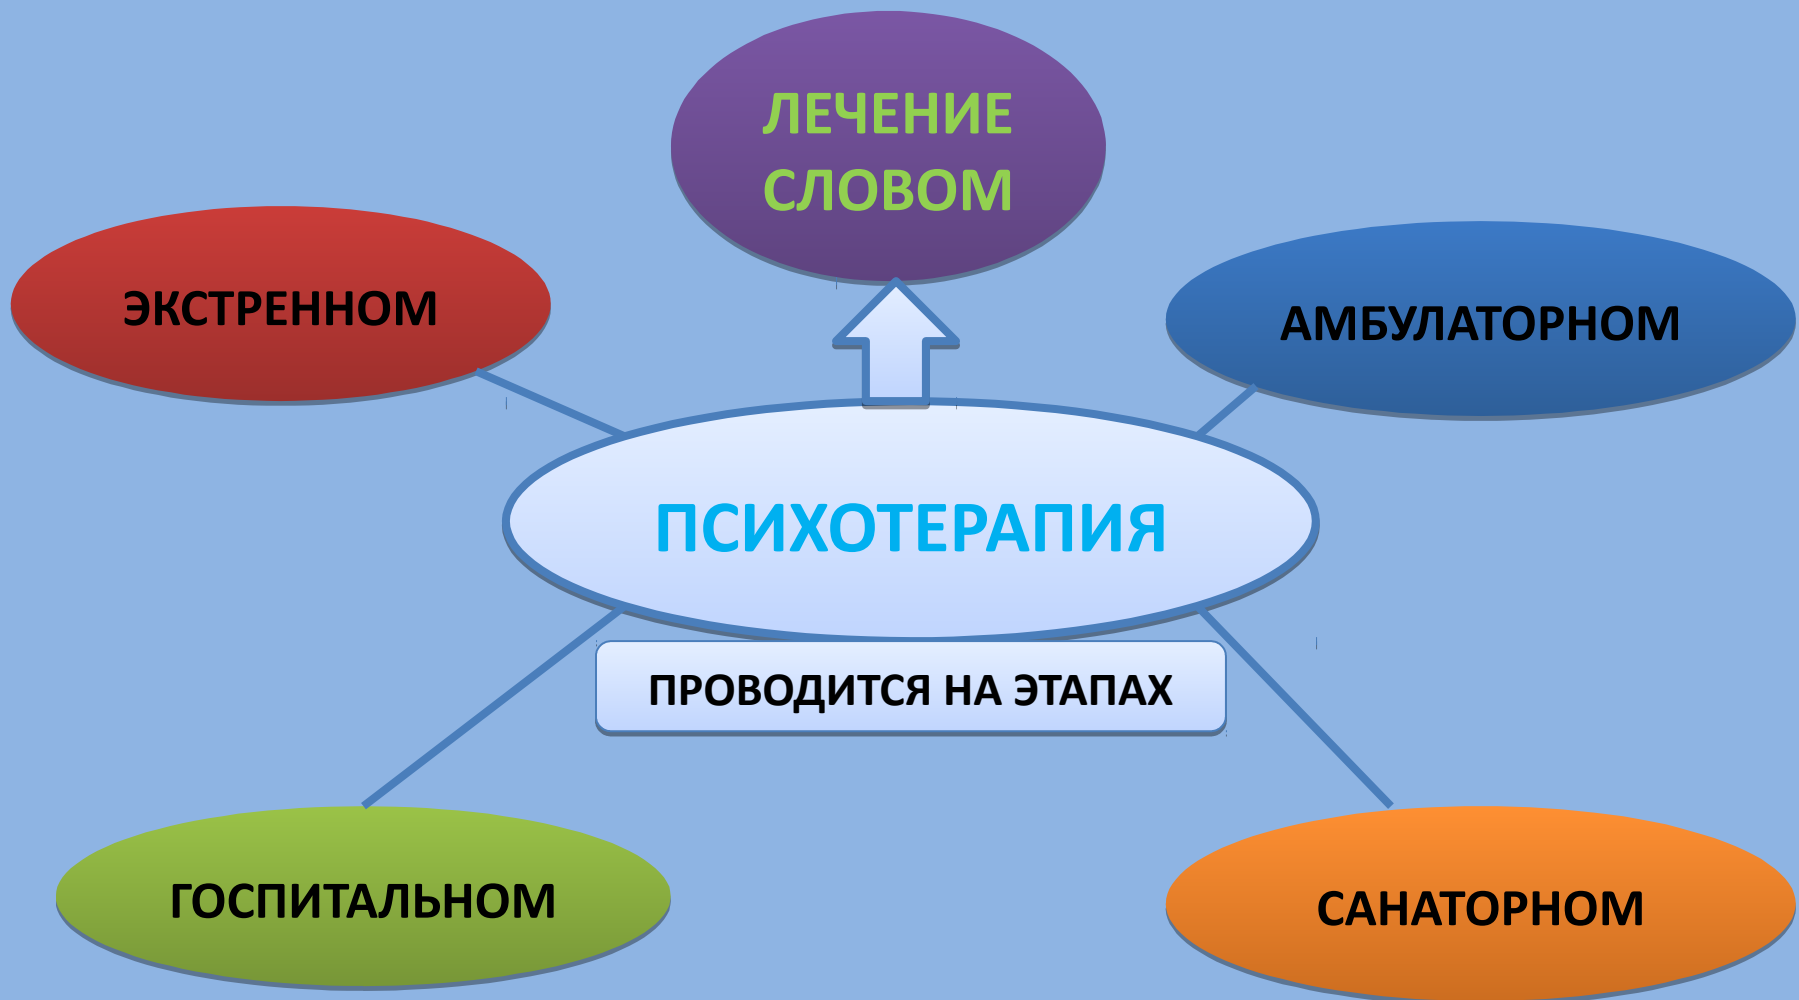 ЛЕЧЕНИЕ
СЛОВОМ
ЭКСТРЕННОМ
АМБУЛАТОРНОМ
ПСИХОТЕРАПИЯ
ПРОВОДИТСЯ НА ЭТАПАХ
ГОСПИТАЛЬНОМ
САНАТОРНОМ